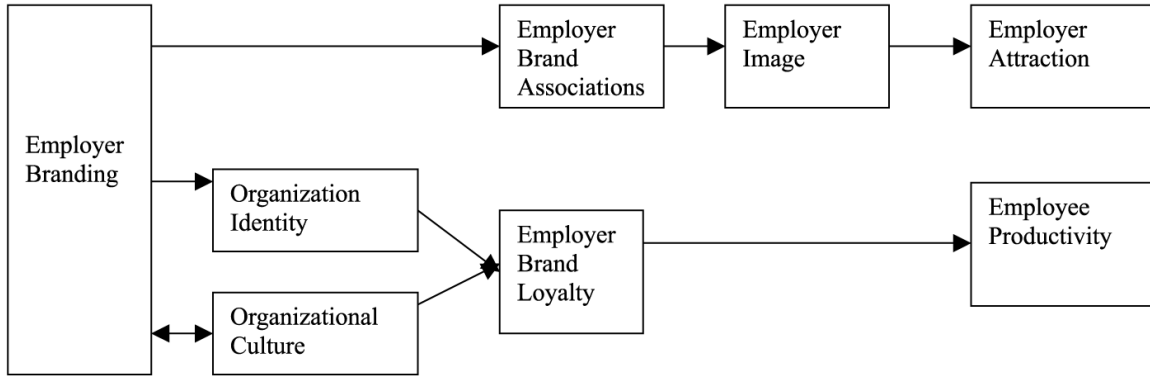 Employer
Branding
Employer
Brand
Associations
Employer
Image
Employer
Attraction
Organization
Identity
Organizational
Culture
Employer
Brand
Loyalty
Employee
Productivity